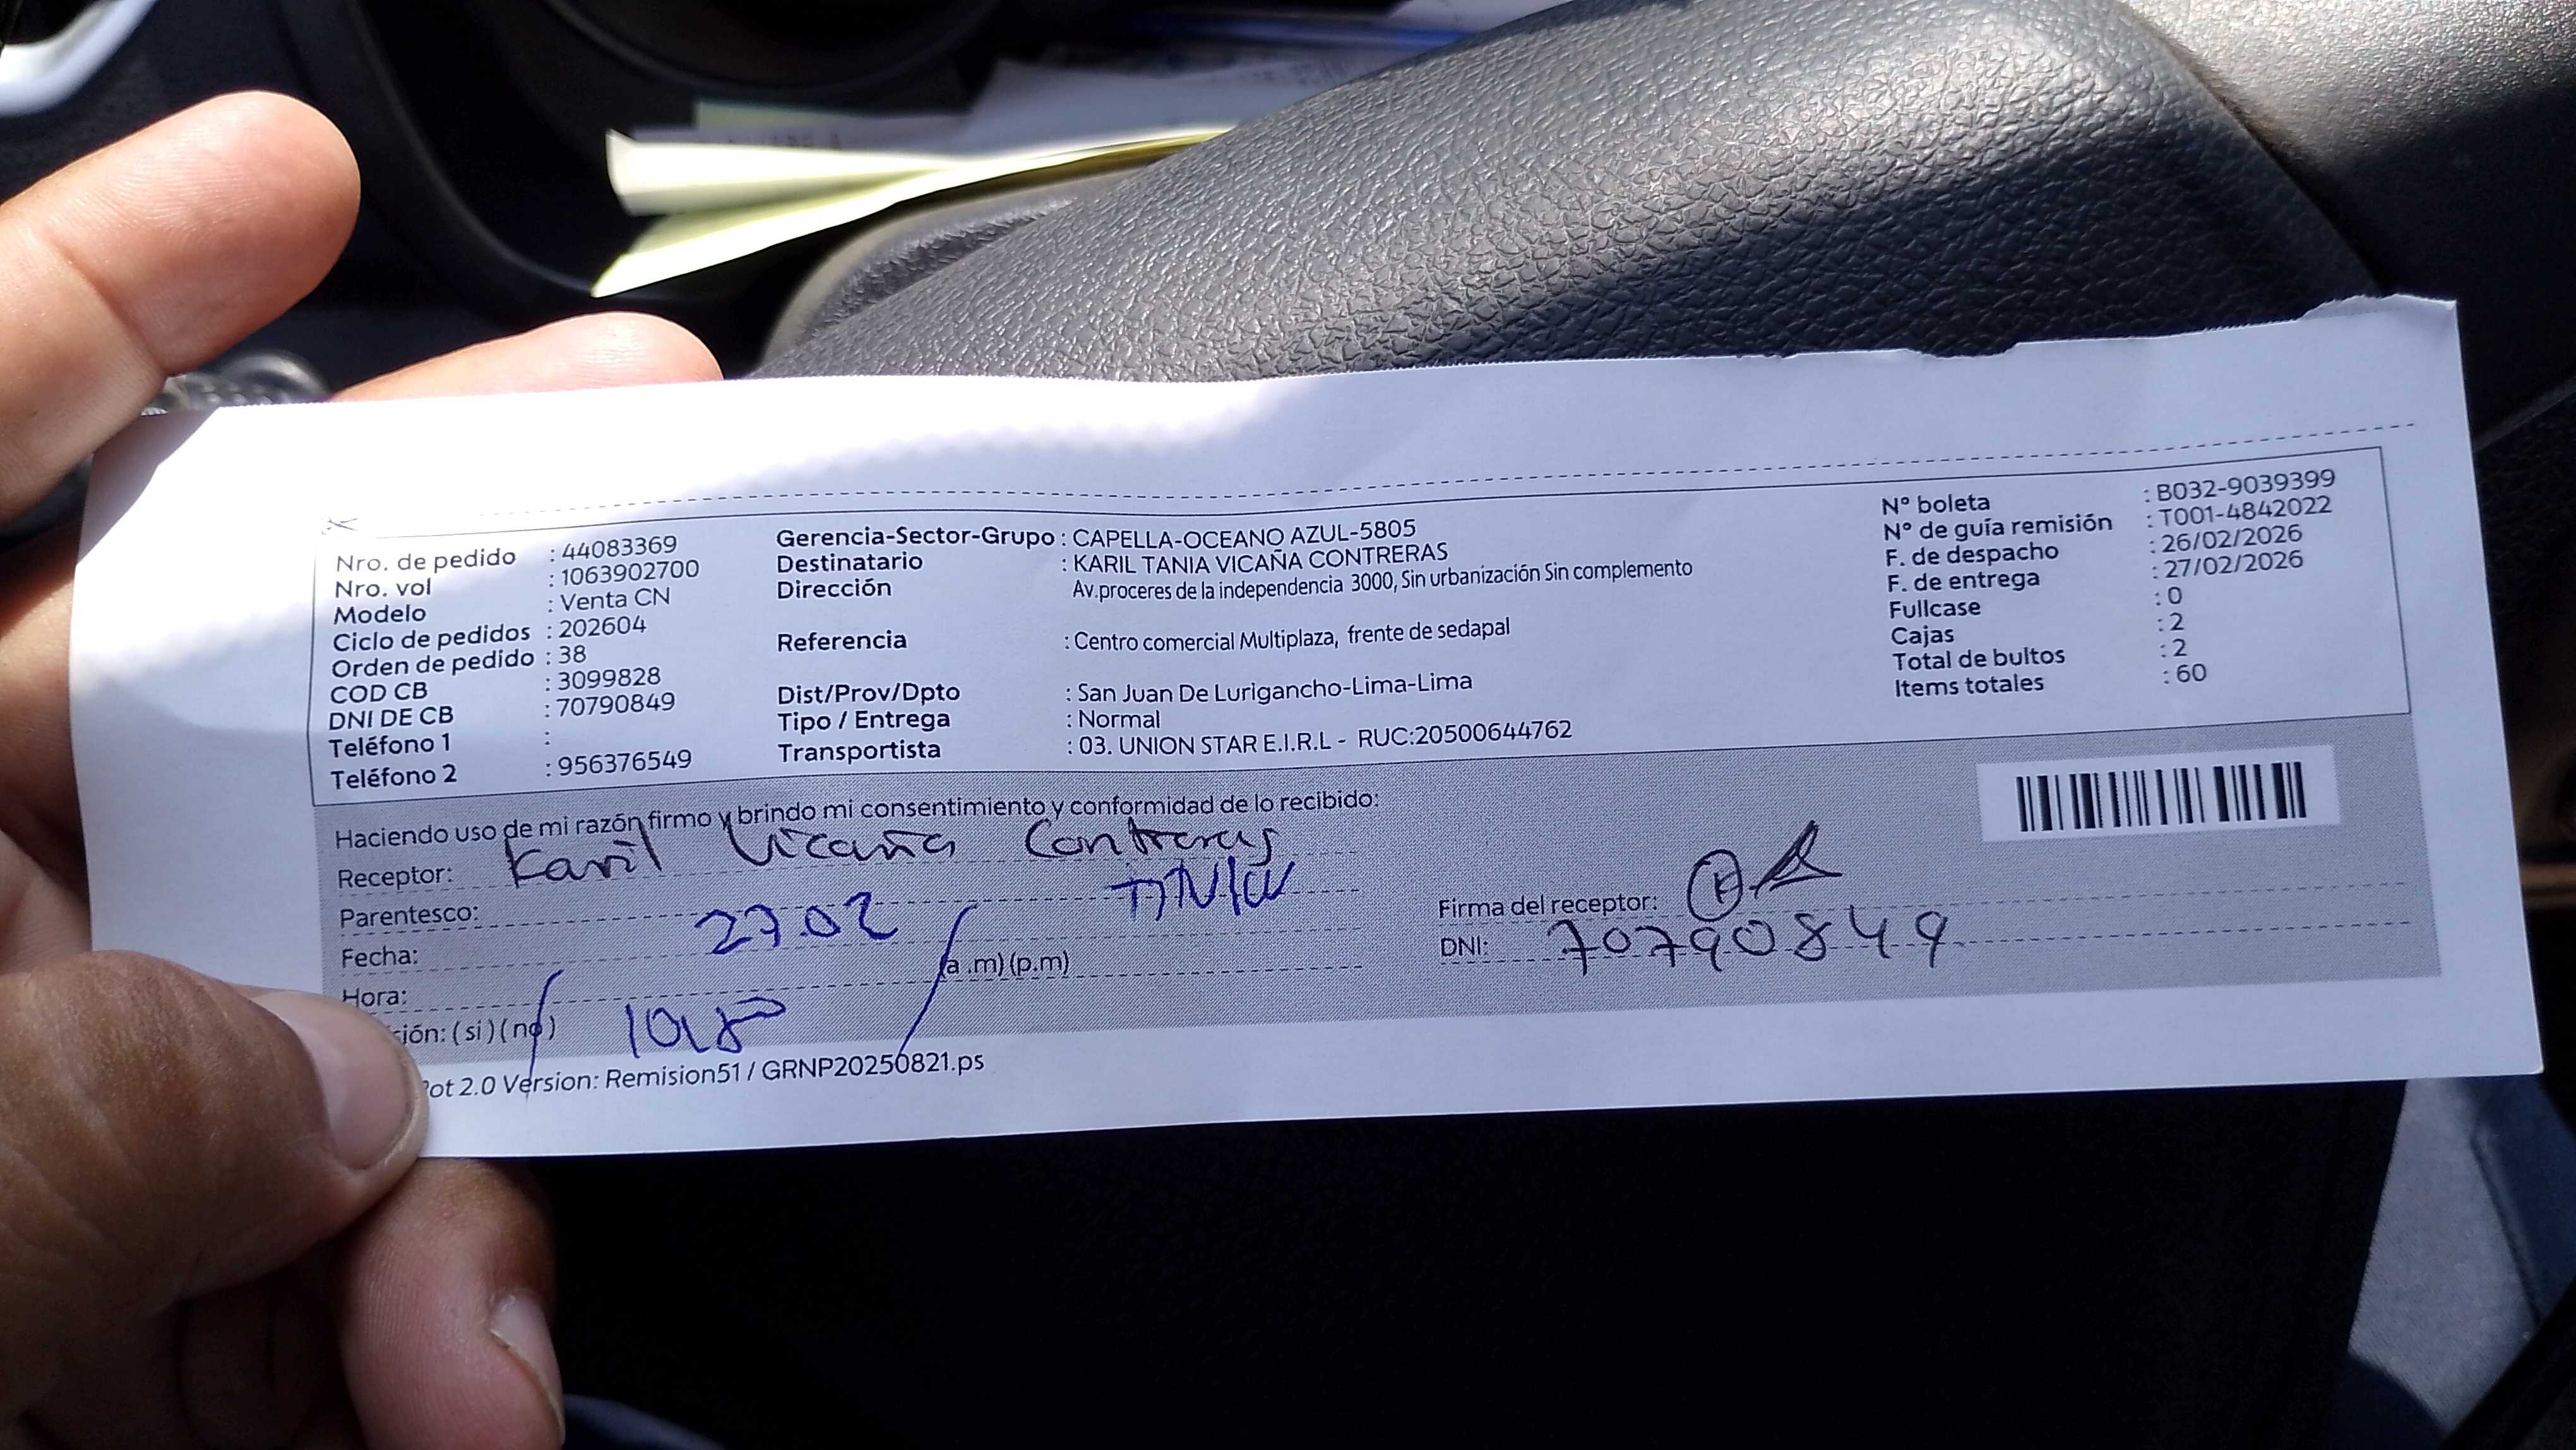 Nro. de pedido : 44083369
Nro. vol : 1063902700
Modelo : Venta CN
Ciclo de pedidos : 202604
Orden de pedido : 38
COD CB : 3099828
DNI DE CB : 70790849
Teléfono 1 :
Teléfono 2 : 956376549
Gerencia-Sector-Grupo : CAPELLA-OCEANO AZUL-5805
Destinatario : KARIL TANIA VICAÑA CONTRERAS
Dirección Av.proceres de la independencia 3000, Sin urbanización Sin complemento
Referencia : Centro comercial Multiplaza, frente de sedapal
Dist/Prov/Dpto : San Juan De Lurigancho-Lima-Lima
Tipo / Entrega : Normal
Transportista : 03. UNION STAR E.I.R.L - RUC:20500644762
N° boleta : B032-9039399
N° de guía remisión : T001-4842022
F. de despacho : 26/02/2026
F. de entrega : 27/02/2026
Fullcase : 0
Cajas : 2
Total de bultos : 2
Items totales : 60
Haciendo uso de mi razón firmo y brindo mi consentimiento y conformidad de lo recibido:
Receptor: Karil Vicaña Contreras
Parentesco:
Fecha: 27.02
Hora: (a .m) (p.m)
ción: ( si ) ( no )
Firma del receptor:
DNI: 70790849
ot 2.0 Version: Remision51 / GRNP20250821.ps